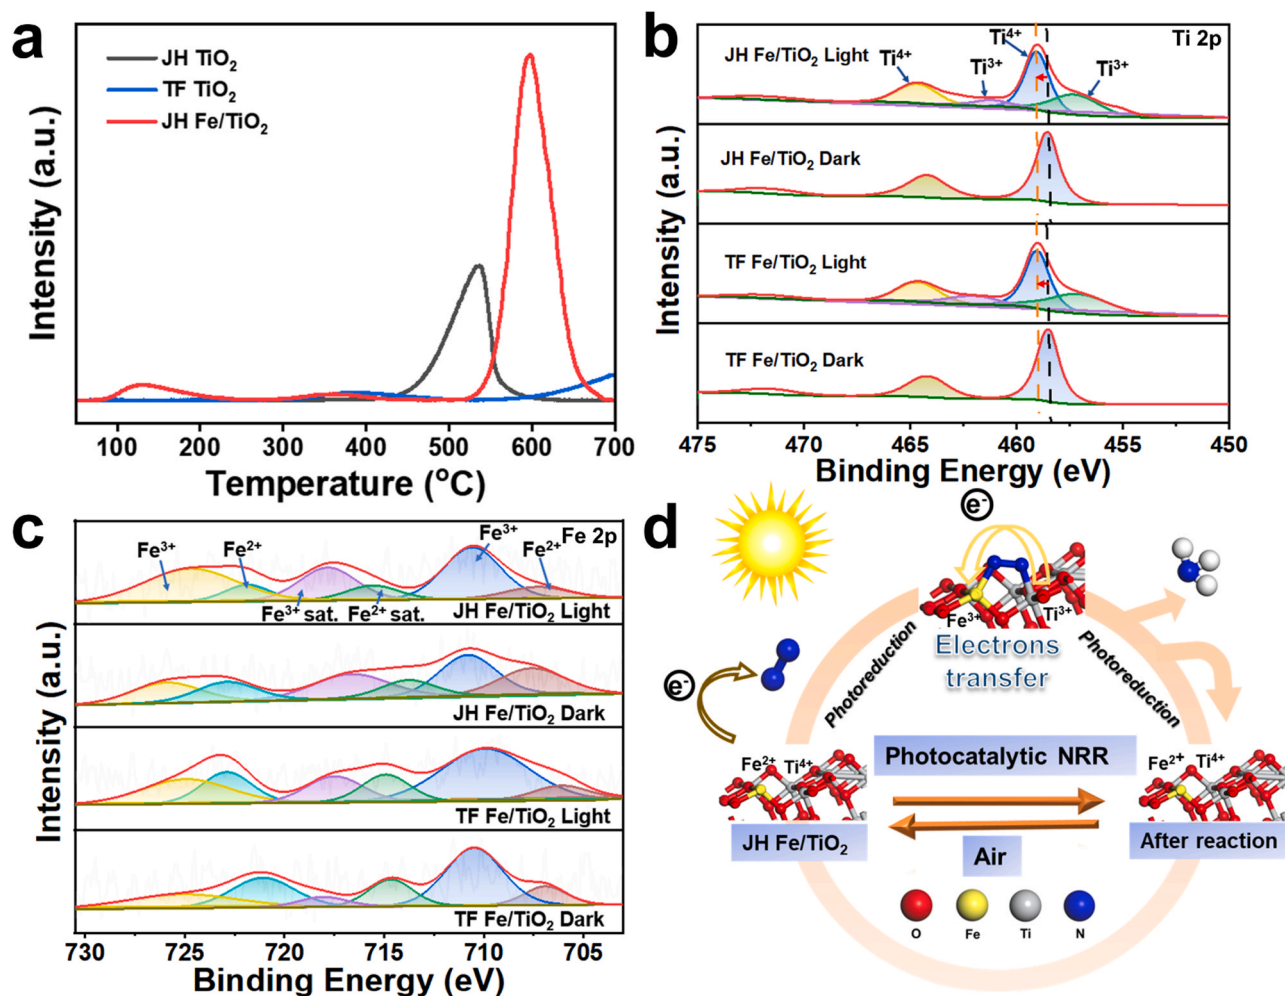 a
JH TiO₂
TF TiO₂
JH Fe/TiO₂
Intensity (a.u.)
100 200 300 400 500 600 700
Temperature (°C)
b
Ti 2p
JH Fe/TiO₂ Light
Ti⁴⁺
Ti³⁺
Ti⁴⁺
Ti³⁺
JH Fe/TiO₂ Dark
TF Fe/TiO₂ Light
TF Fe/TiO₂ Dark
Intensity (a.u.)
475 470 465 460 455 450
Binding Energy (eV)
c
Fe 2p
Fe³⁺
Fe²⁺
Fe³⁺ sat.
Fe²⁺ sat.
Fe³⁺
Fe²⁺
JH Fe/TiO₂ Light
JH Fe/TiO₂ Dark
TF Fe/TiO₂ Light
TF Fe/TiO₂ Dark
Intensity (a.u.)
730 725 720 715 710 705
Binding Energy (eV)
d
e⁻
Fe³⁺
Ti³⁺
Electrons
transfer
Photoreduction
Photoreduction
e⁻
Fe²⁺
Ti⁴⁺
JH Fe/TiO₂
Photocatalytic NRR
Air
Fe²⁺
Ti⁴⁺
After reaction
O Fe Ti N